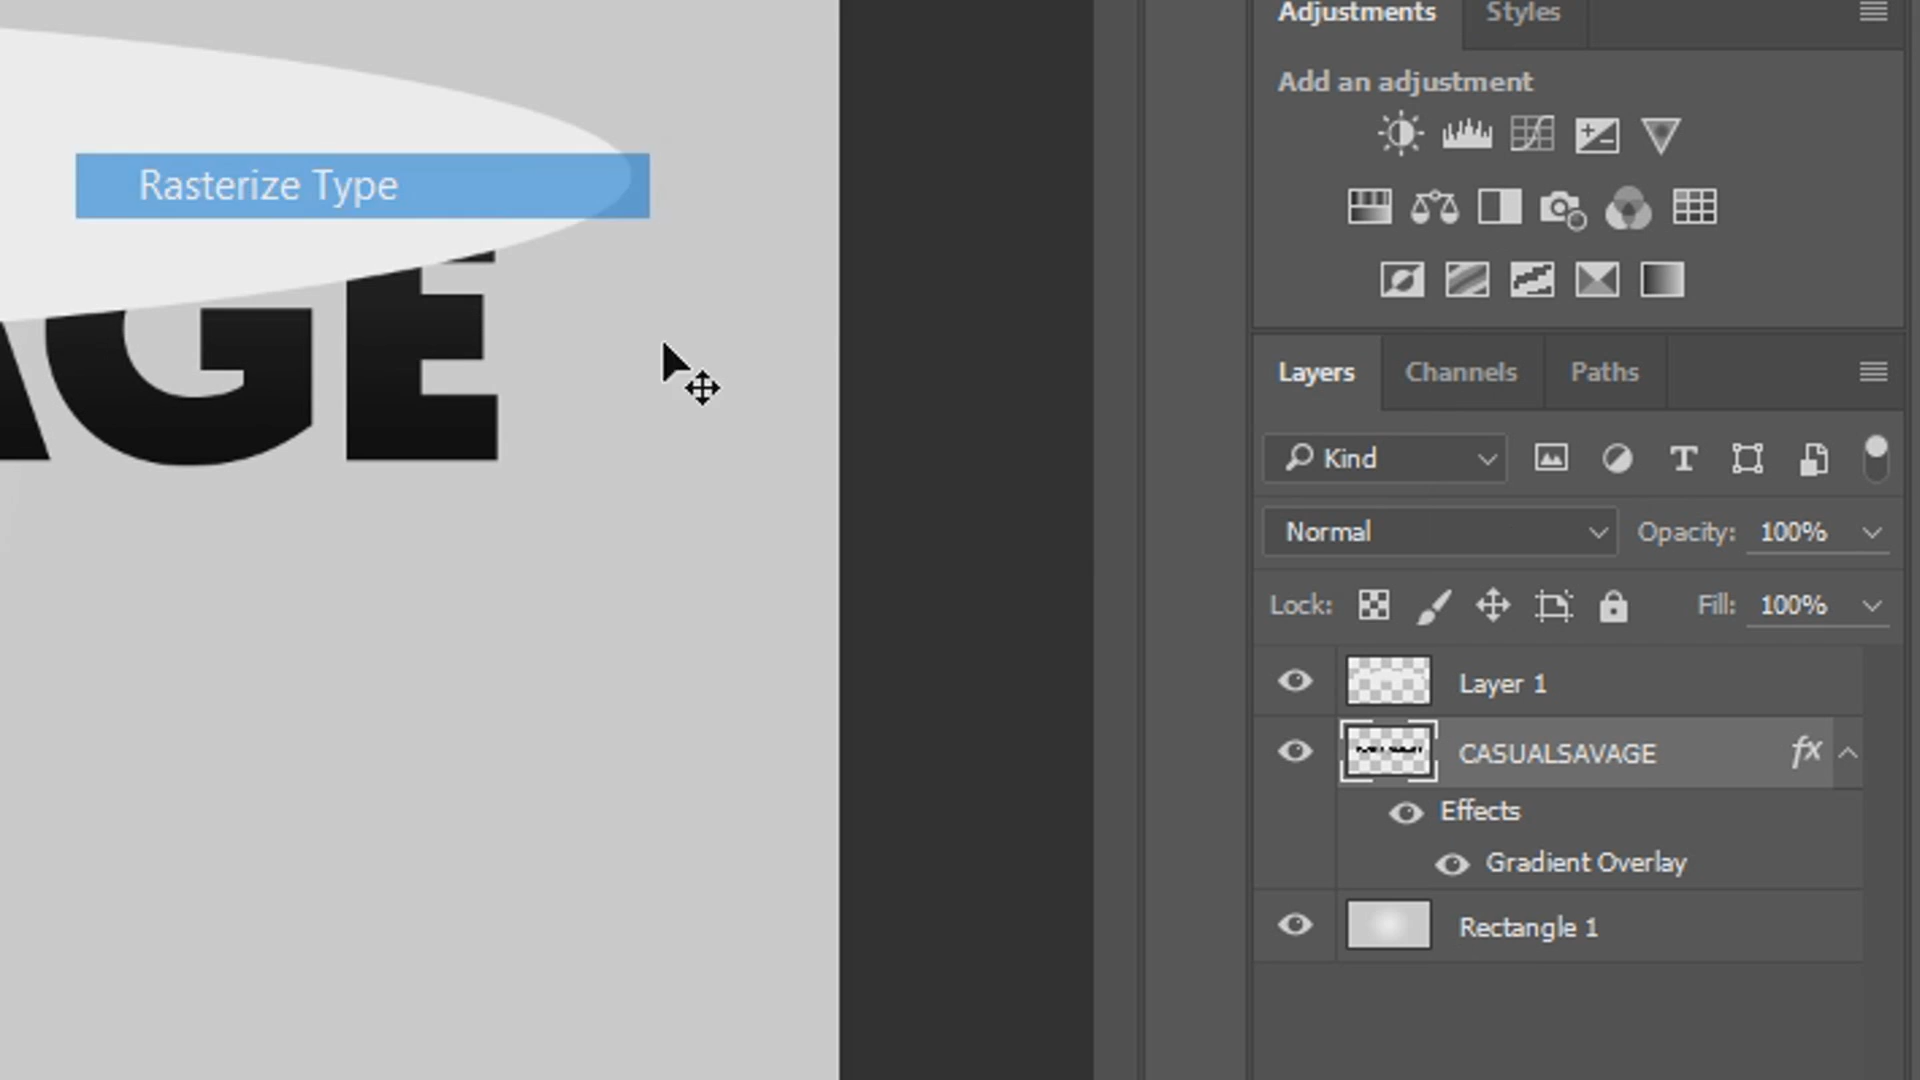 Adjustments
Styles
Add an adjustment
Rasterize Type
AGE
Layers
Channels
Paths
Kind
Normal
Opacity: 100%
Lock:
Fill: 100%
Layer 1
CASUALSAVAGE
fx
Effects
Gradient Overlay
Rectangle 1